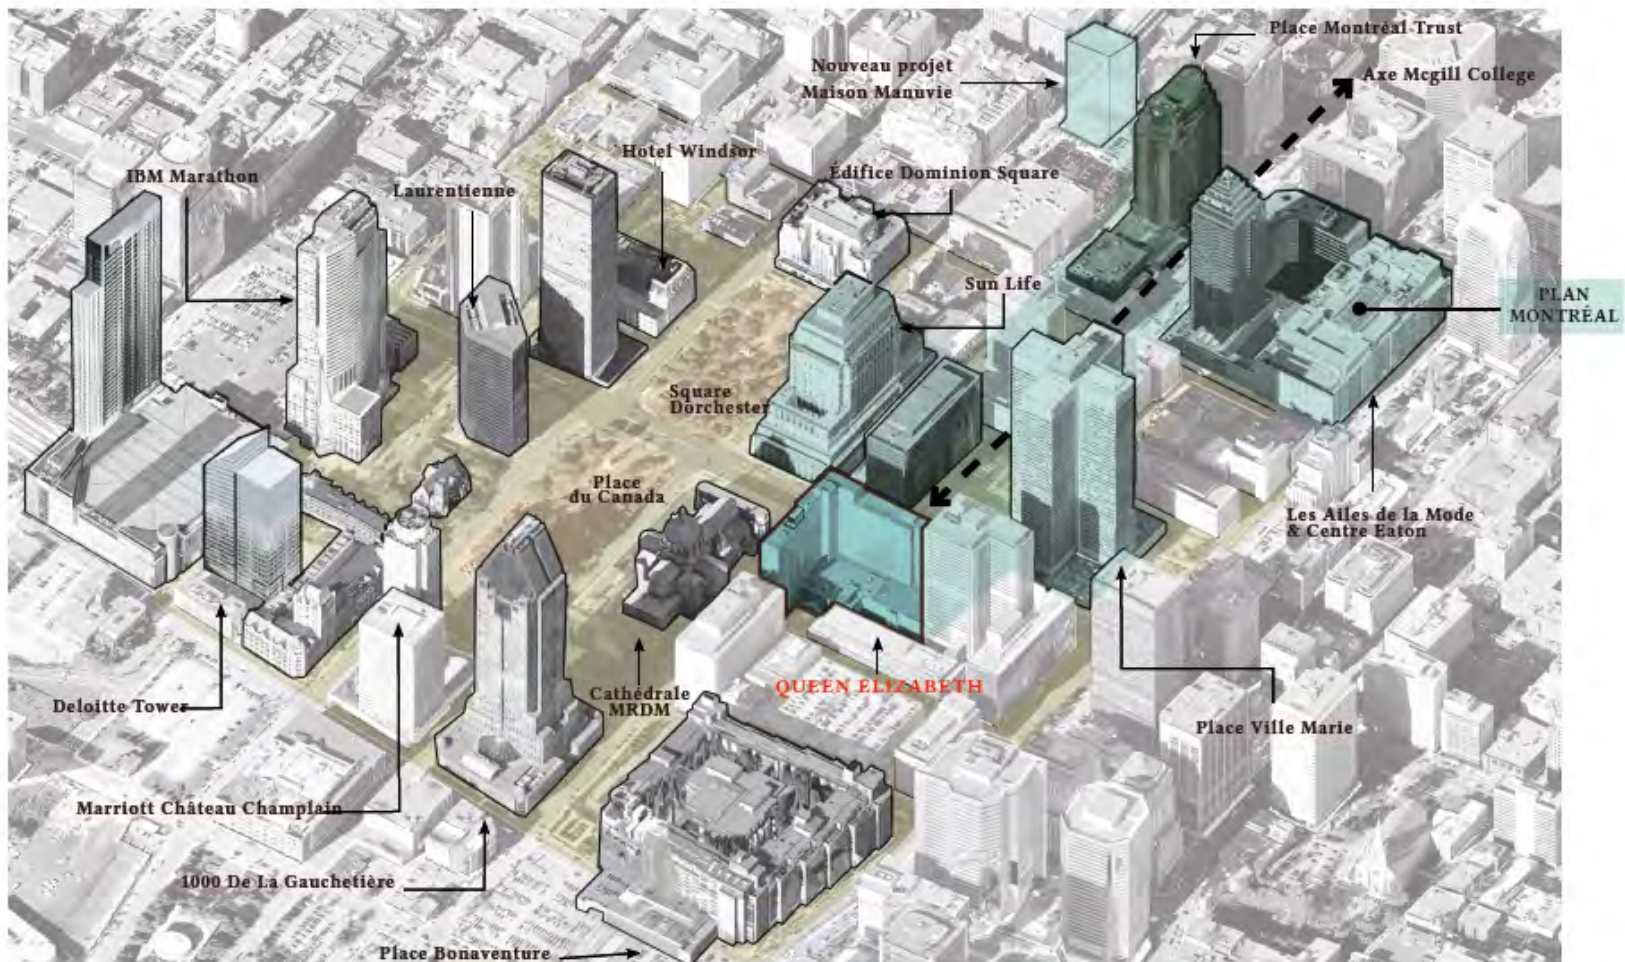 Place Montréal Trust
Nouveau projet
Maison Manuvie
Axe Mcgill College
Hotel Windsor
IBM Marathon
Édifice Dominion Square
Laurentienne
Sun Life
PLAN
MONTRÉAL
Square
Dorchester
Place
du Canada
Les Ailes de la Mode
& Centre Eaton
QUEEN ELIZABETH
Cathédrale
MRDM
Deloitte Tower
Place Ville Marie
Marriott Château Champlain
1000 De La Gauchetière
Place Bonaventure